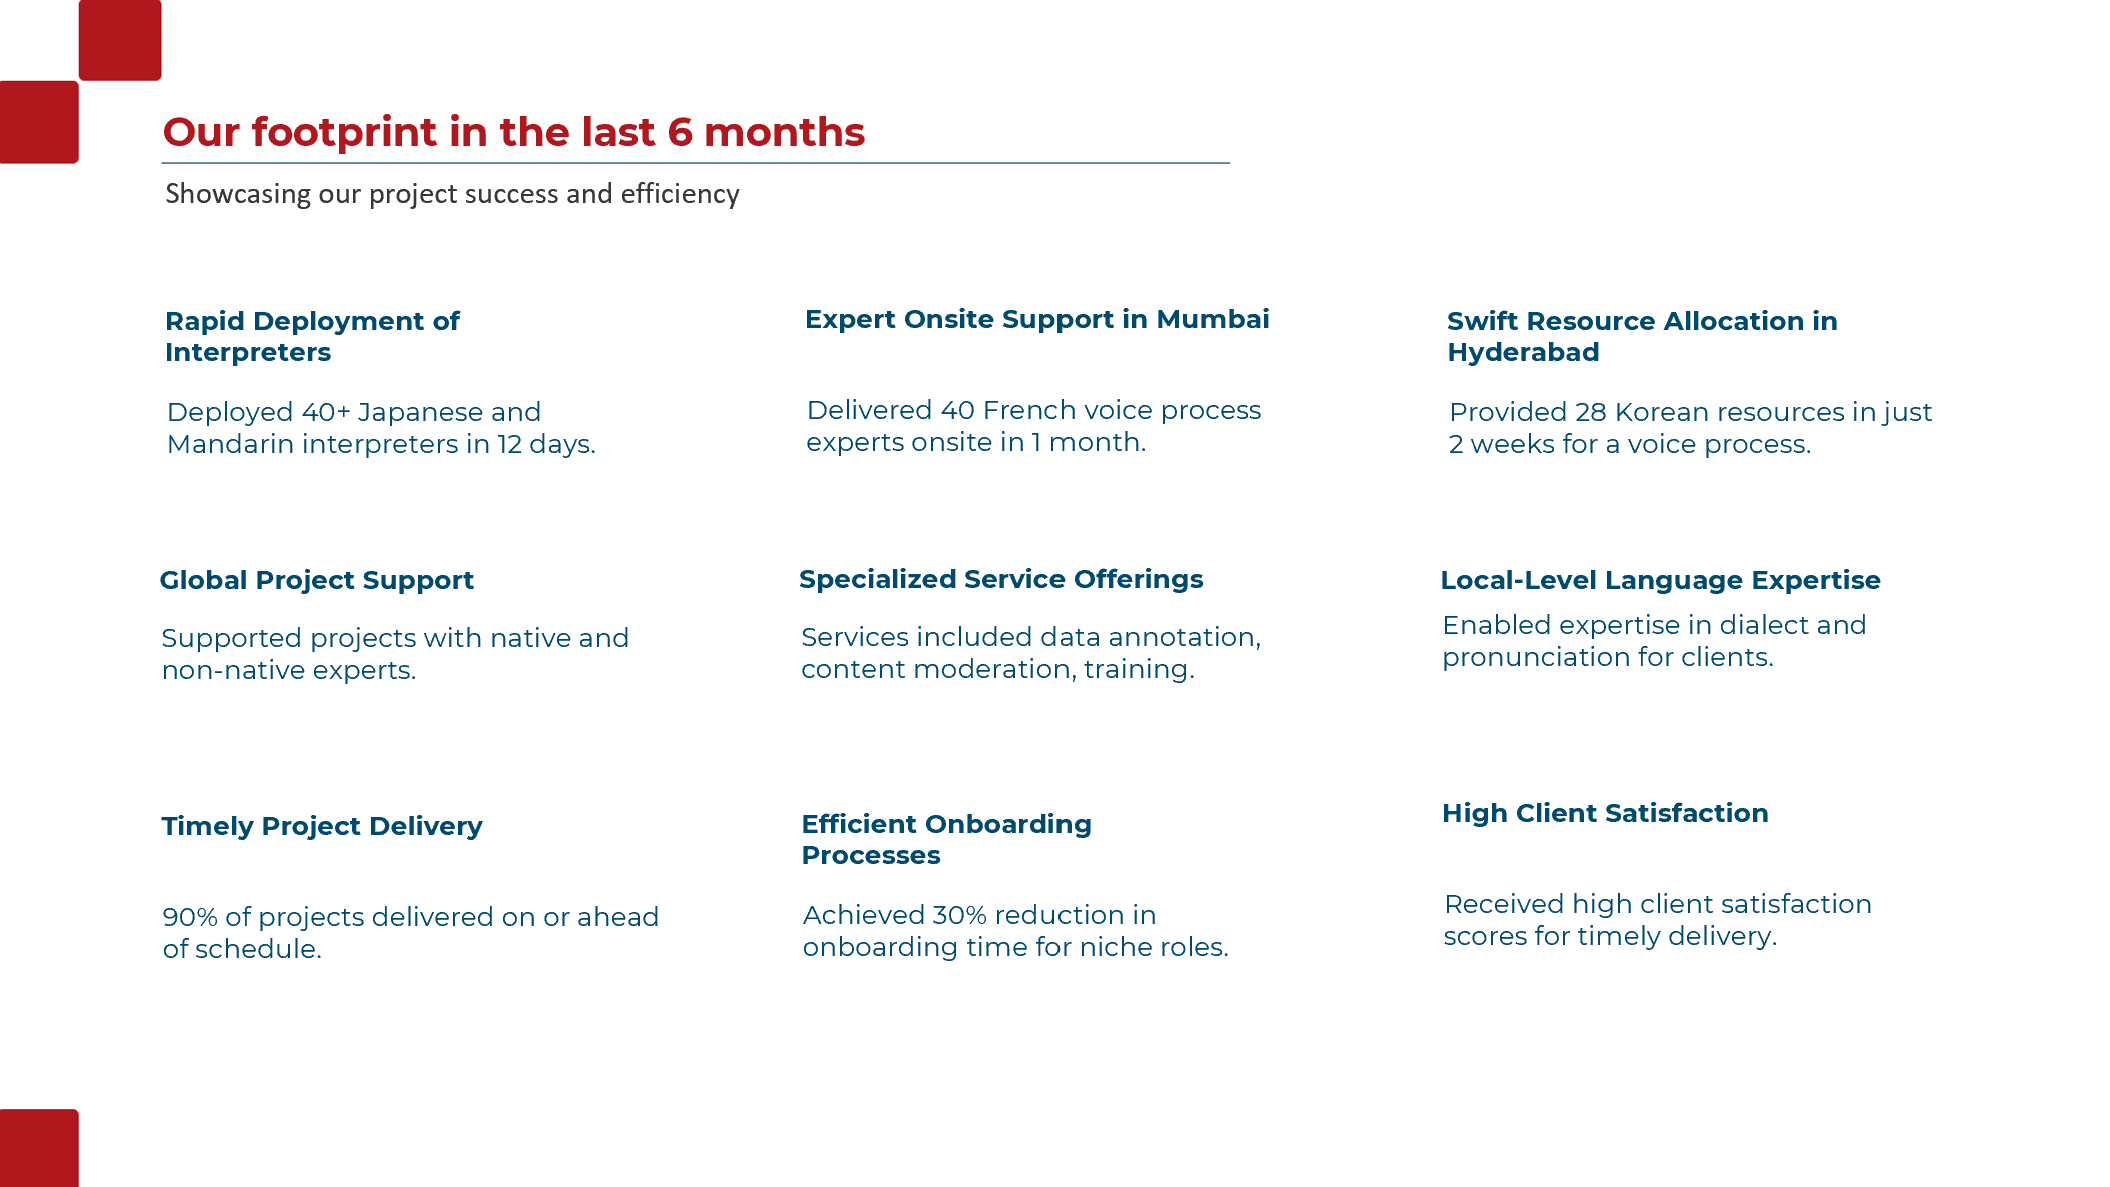 Our footprint in the last 6 months
Showcasing our project success and efficiency
Rapid Deployment of
Interpreters
Deployed 40+ Japanese and
Mandarin interpreters in 12 days.
Expert Onsite Support in Mumbai
Delivered 40 French voice process
experts onsite in 1 month.
Swift Resource Allocation in
Hyderabad
Provided 28 Korean resources in just
2 weeks for a voice process.
Global Project Support
Supported projects with native and
non-native experts.
Specialized Service Offerings
Services included data annotation,
content moderation, training.
Local-Level Language Expertise
Enabled expertise in dialect and
pronunciation for clients.
Timely Project Delivery
90% of projects delivered on or ahead
of schedule.
Efficient Onboarding
Processes
Achieved 30% reduction in
onboarding time for niche roles.
High Client Satisfaction
Received high client satisfaction
scores for timely delivery.